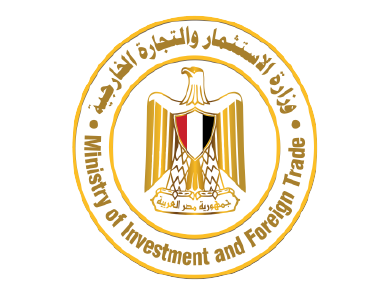 وزارة الاستثمار والتجارة الخارجية
جمهورية مصر العربية
• Ministry of Investment and Foreign Trade •